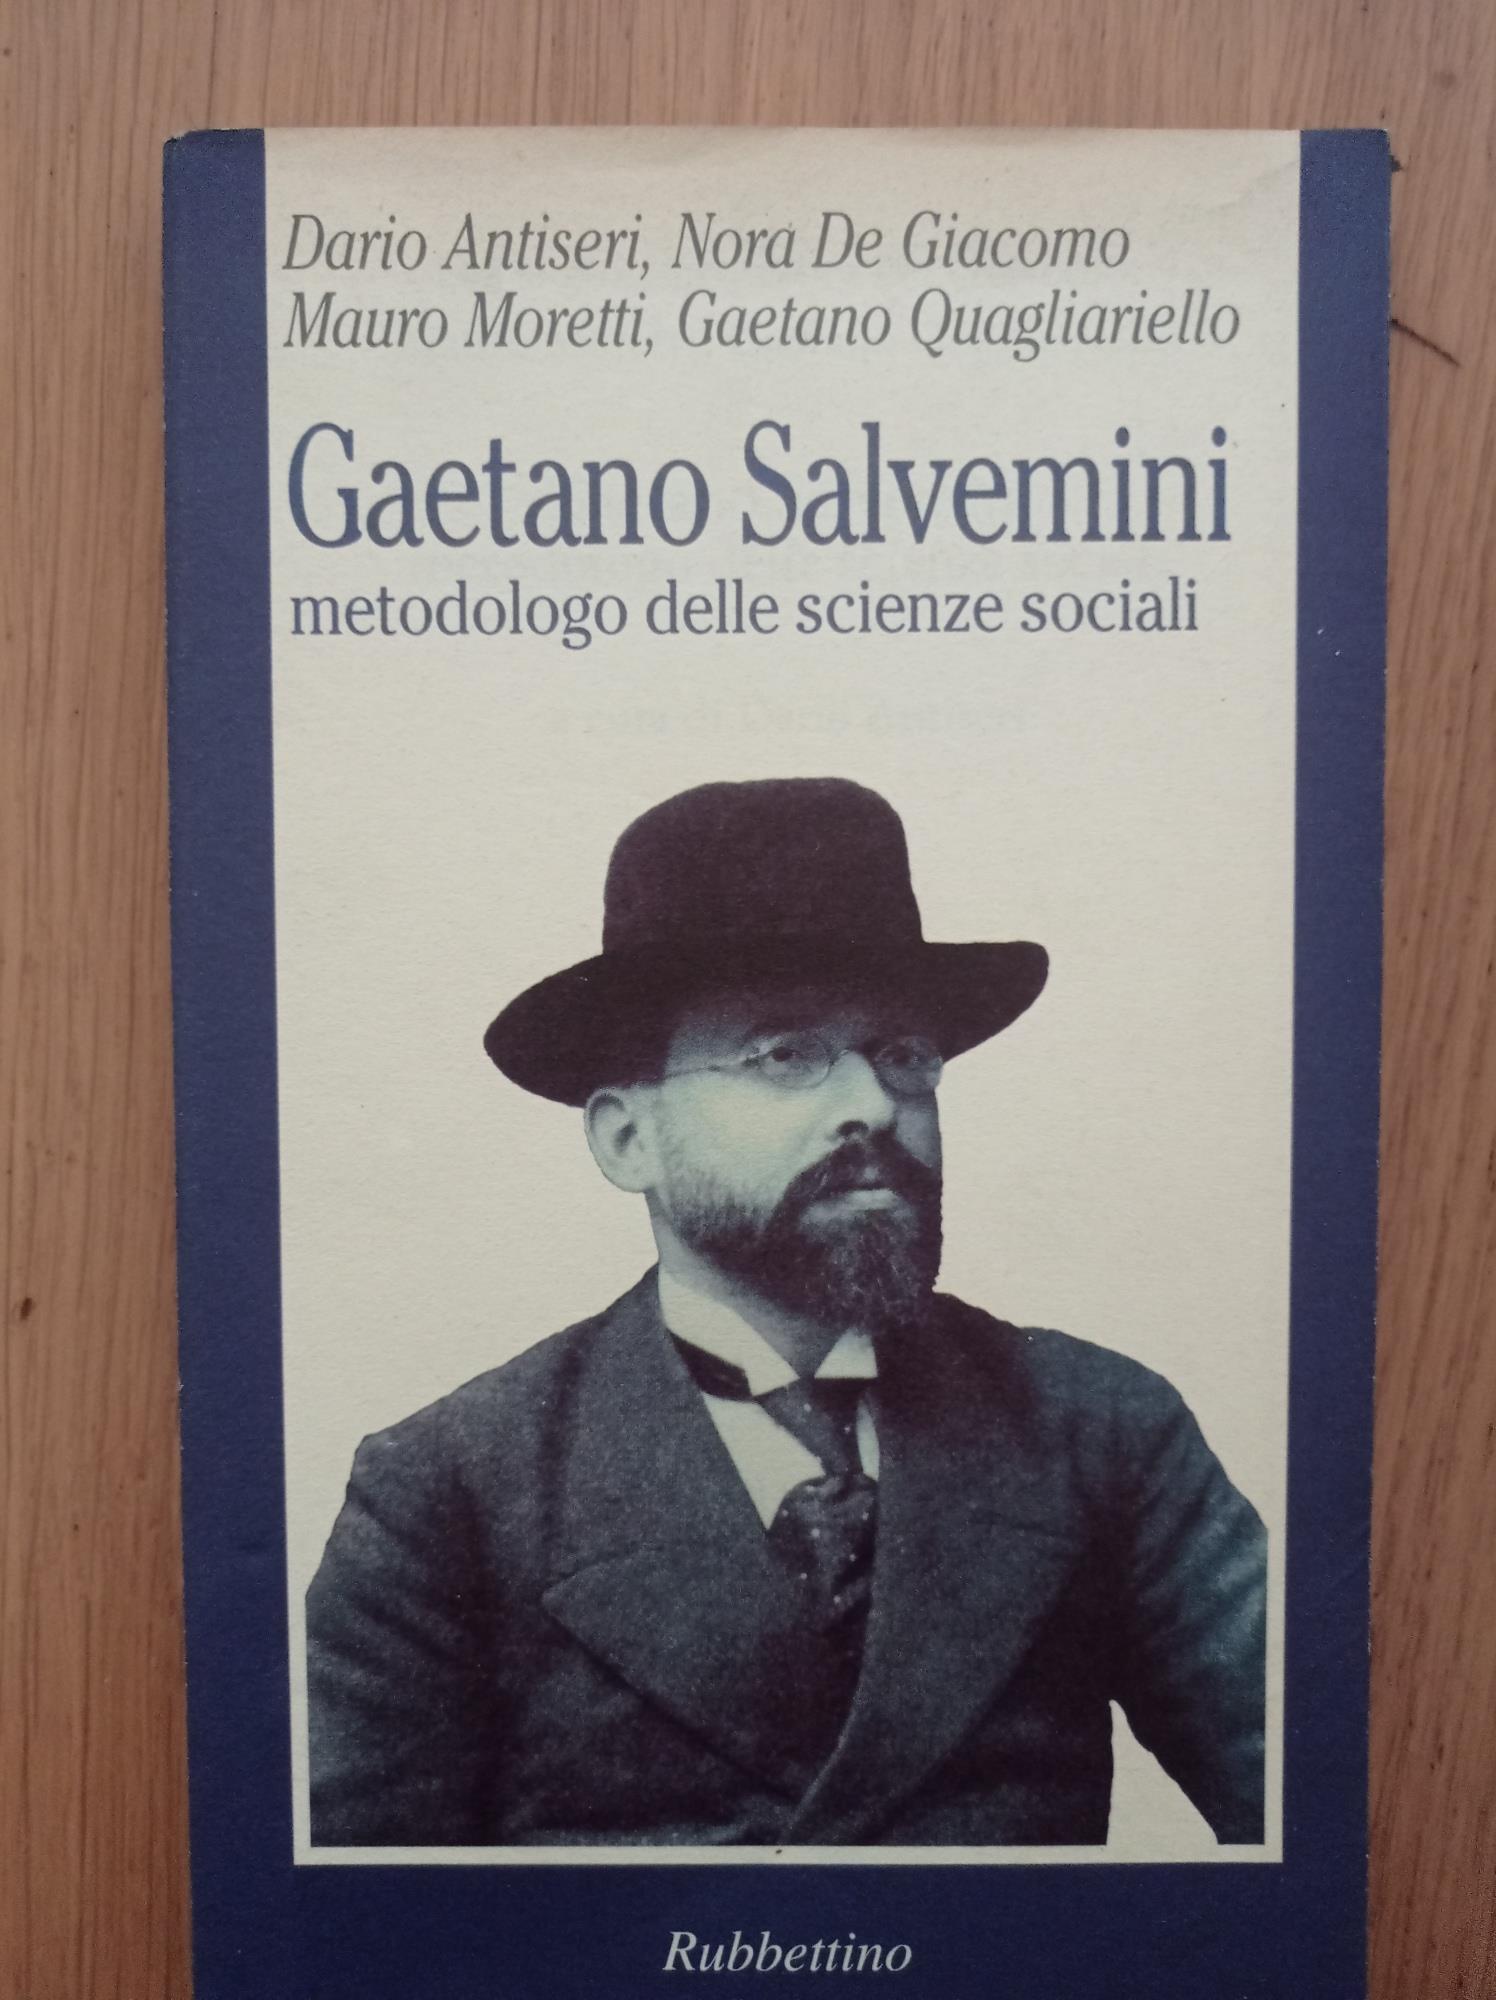 Dario Antiseri, Nora De Giacomo
Mauro Moretti, Gaetano Quagliariello
Gaetano Salvemini
metodologo delle scienze sociali
Rubbettino